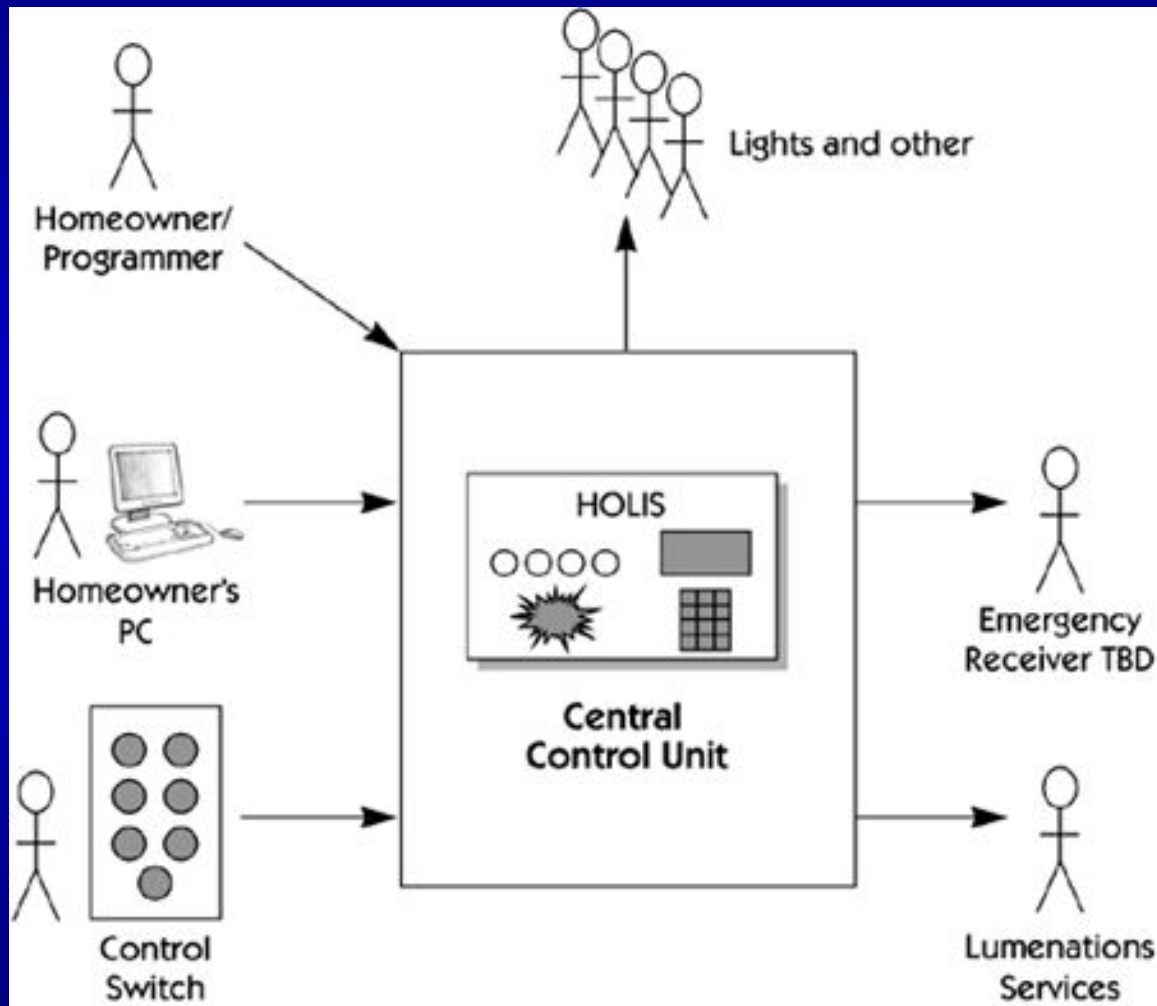 Homeowner/
Programmer
Lights and other
Homeowner's
PC
HOLIS
Central
Control Unit
Emergency
Receiver TBD
Control
Switch
Lumenations
Services